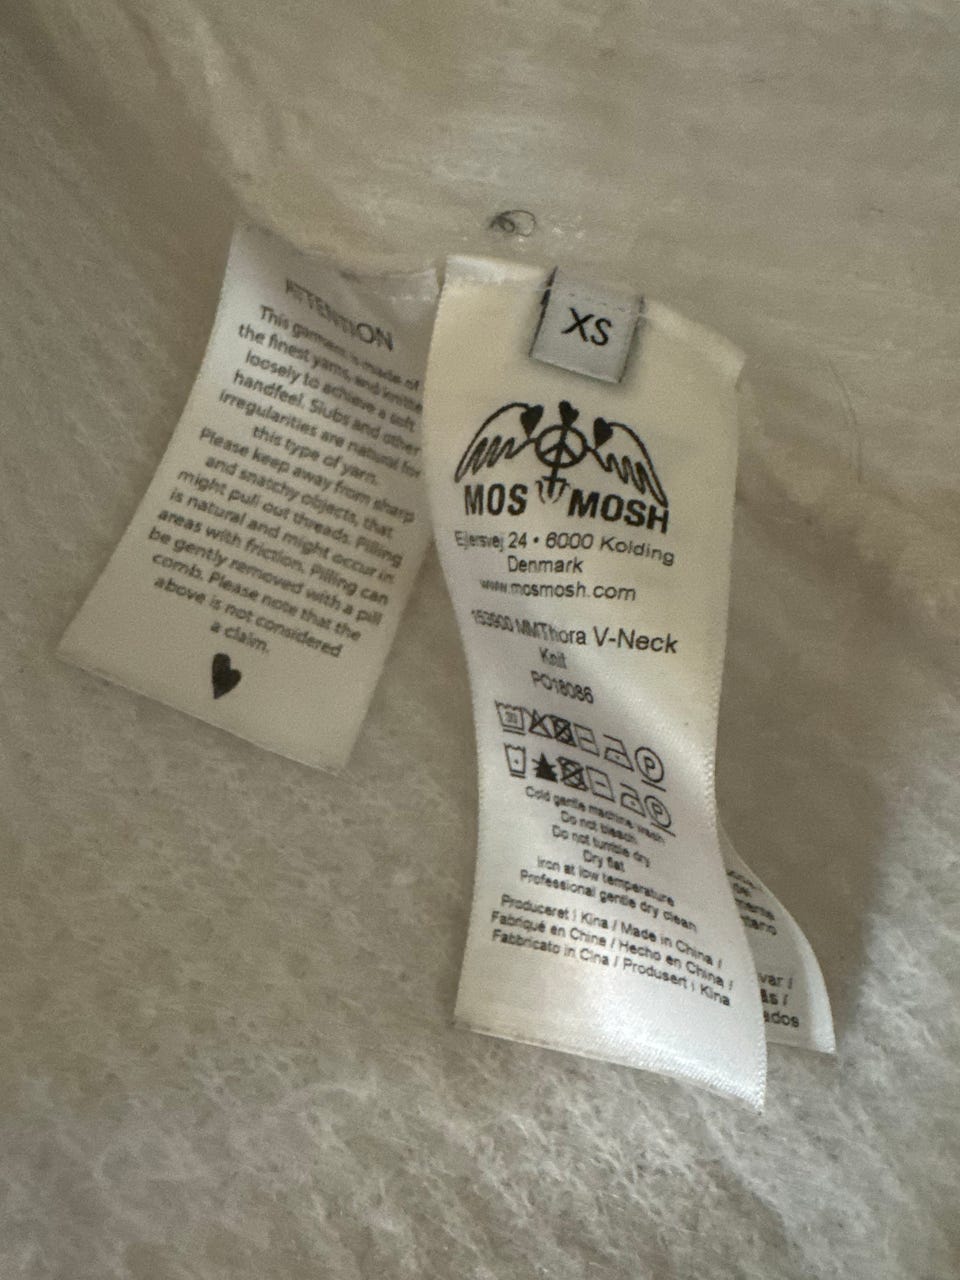 ATTENTION
This garment is made of
the finest yarns, and knitted
loosely to achieve a soft
handfeel. Slubs and other
irregularities are natural for
this type of yarn.
Please keep away from sharp
and snatchy objects, that
might pull out threads. Pilling
is natural and might occur in
areas with friction. Pilling can
be gently removed with a pill
comb. Please note that the
above is not considered
a claim.
XS
MOS MOSH
Ejlersvej 24 • 6000 Kolding
Denmark
www.mosmosh.com
153900 MMThora V-Neck
Knit
PO18086
30
P
P
Cold gentle machine wash
Do not bleach
Do not tumble dry
Dry flat
Iron at low temperature
Professional gentle dry clean
Produceret i Kina / Made in China /
Fabriqué en Chine / Hecho en China /
Fabbricato in Cina / Produsert i Kina
var /
ados